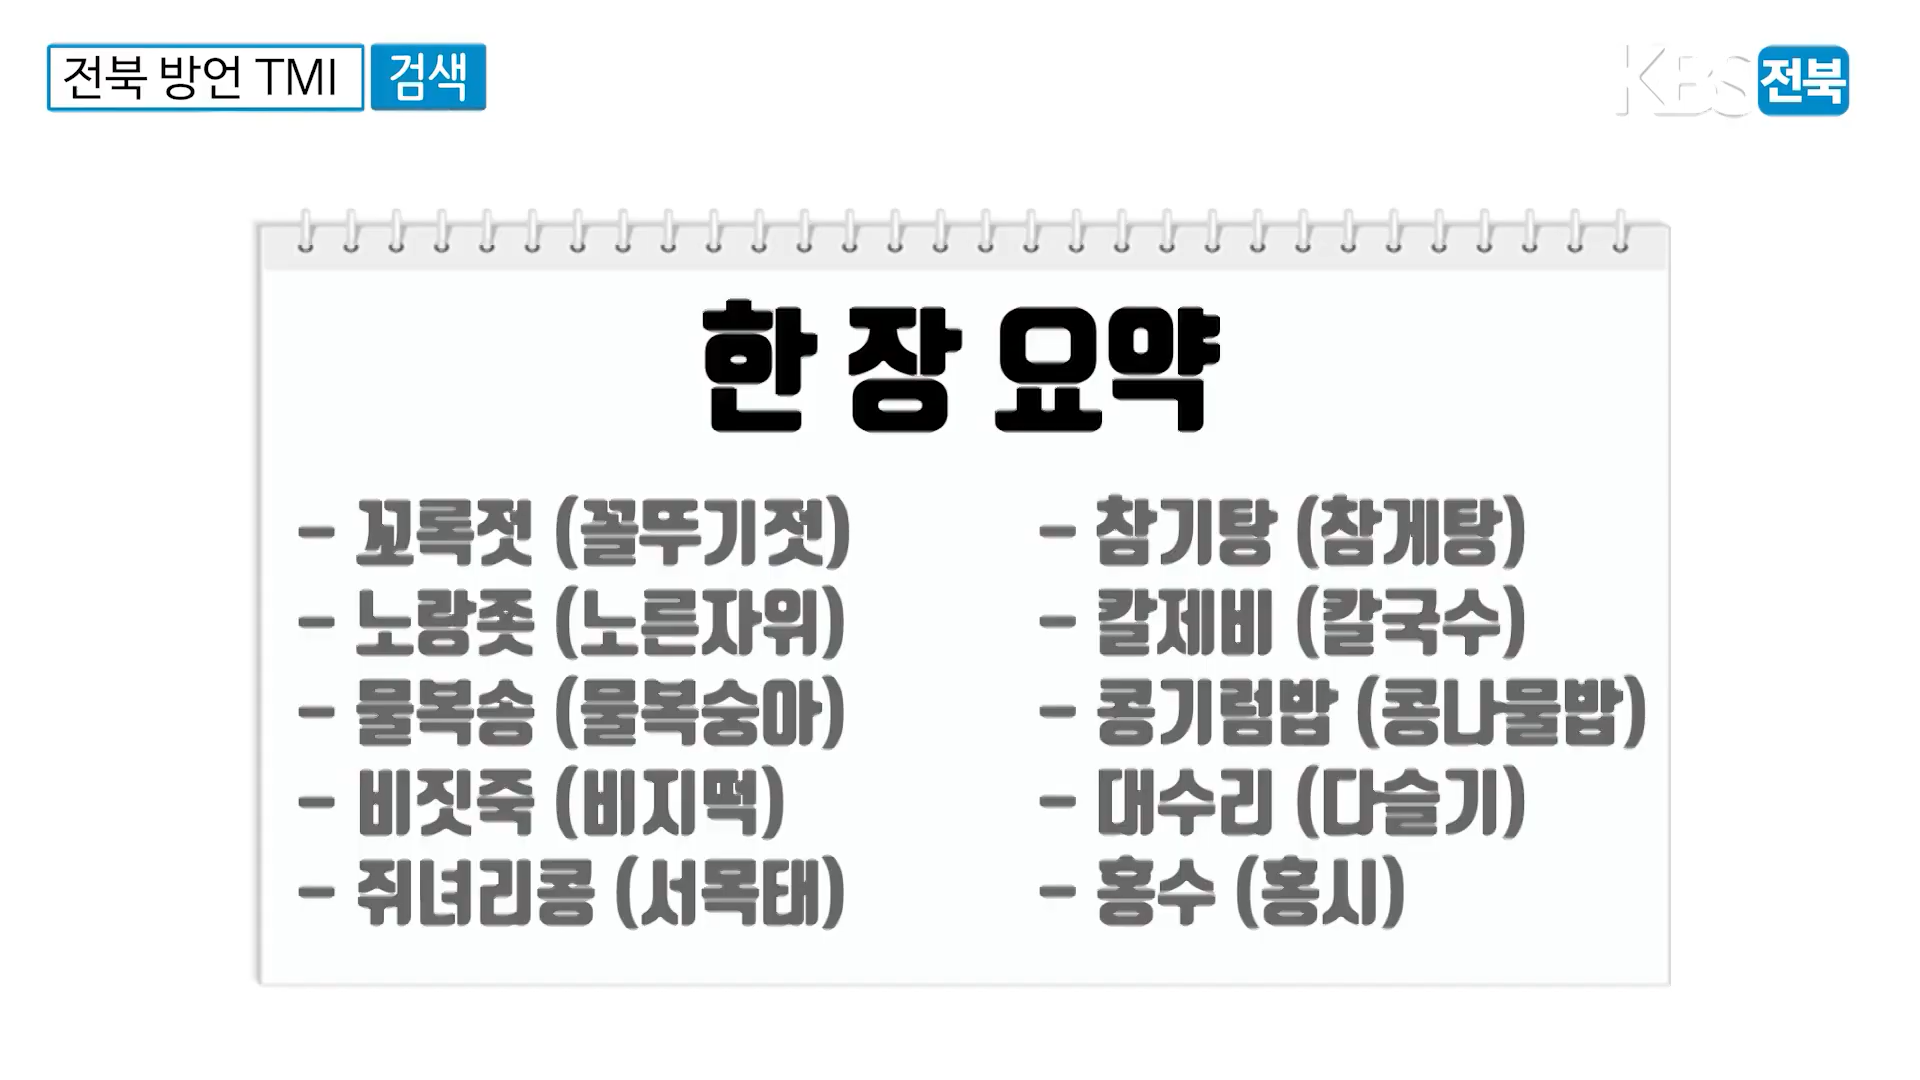 전북 방언 TMI 검색
KBS 전북
한 장 요약
- 꼬록젓 (꼴뚜기젓)
- 노랑좃 (노른자위)
- 물복송 (물복숭아)
- 비짓죽 (비지떡)
- 쥐녀리콩 (서목태)
- 참기탕 (참게탕)
- 칼제비 (칼국수)
- 콩기럼밥 (콩나물밥)
- 대수리 (다슬기)
- 홍수 (홍시)